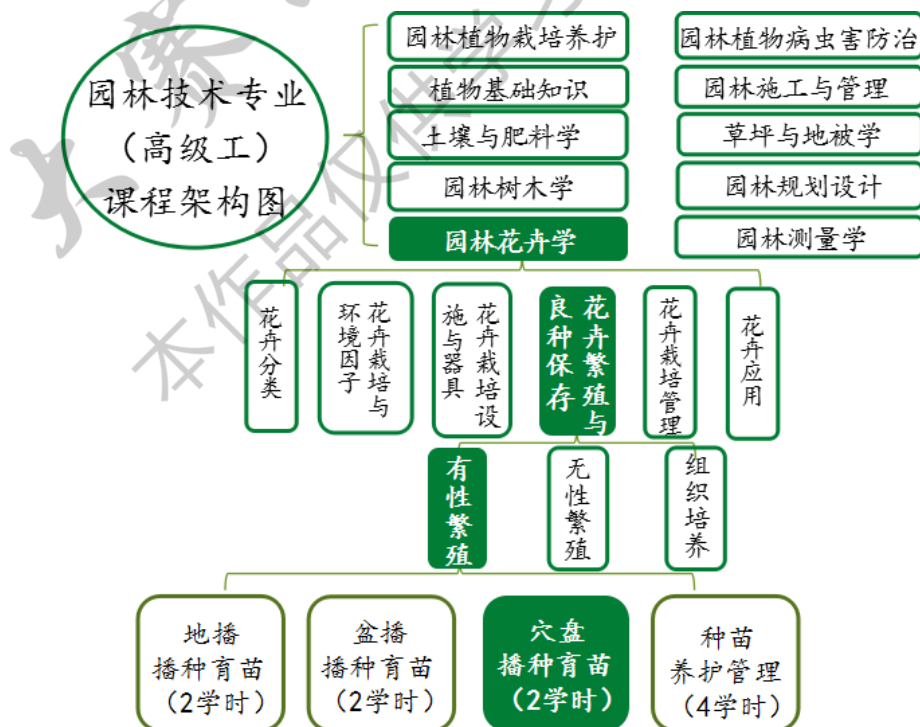 园林技术专业
（高级工）
课程架构图
园林植物栽培养护
植物基础知识
土壤与肥料学
园林树木学
园林花卉学
园林植物病虫害防治
园林施工与管理
草坪与地被学
园林规划设计
园林测量学
花卉分类
花卉栽培与
环境因子
花卉栽培设
施与器具
花卉繁殖与
良种保存
花卉栽培管理
花卉应用
有性繁殖
无性繁殖
组织培养
地播
播种育苗
（2学时）
盆播
播种育苗
（2学时）
穴盘
播种育苗
（2学时）
种苗
养护管理
（4学时）
本作品仅供学